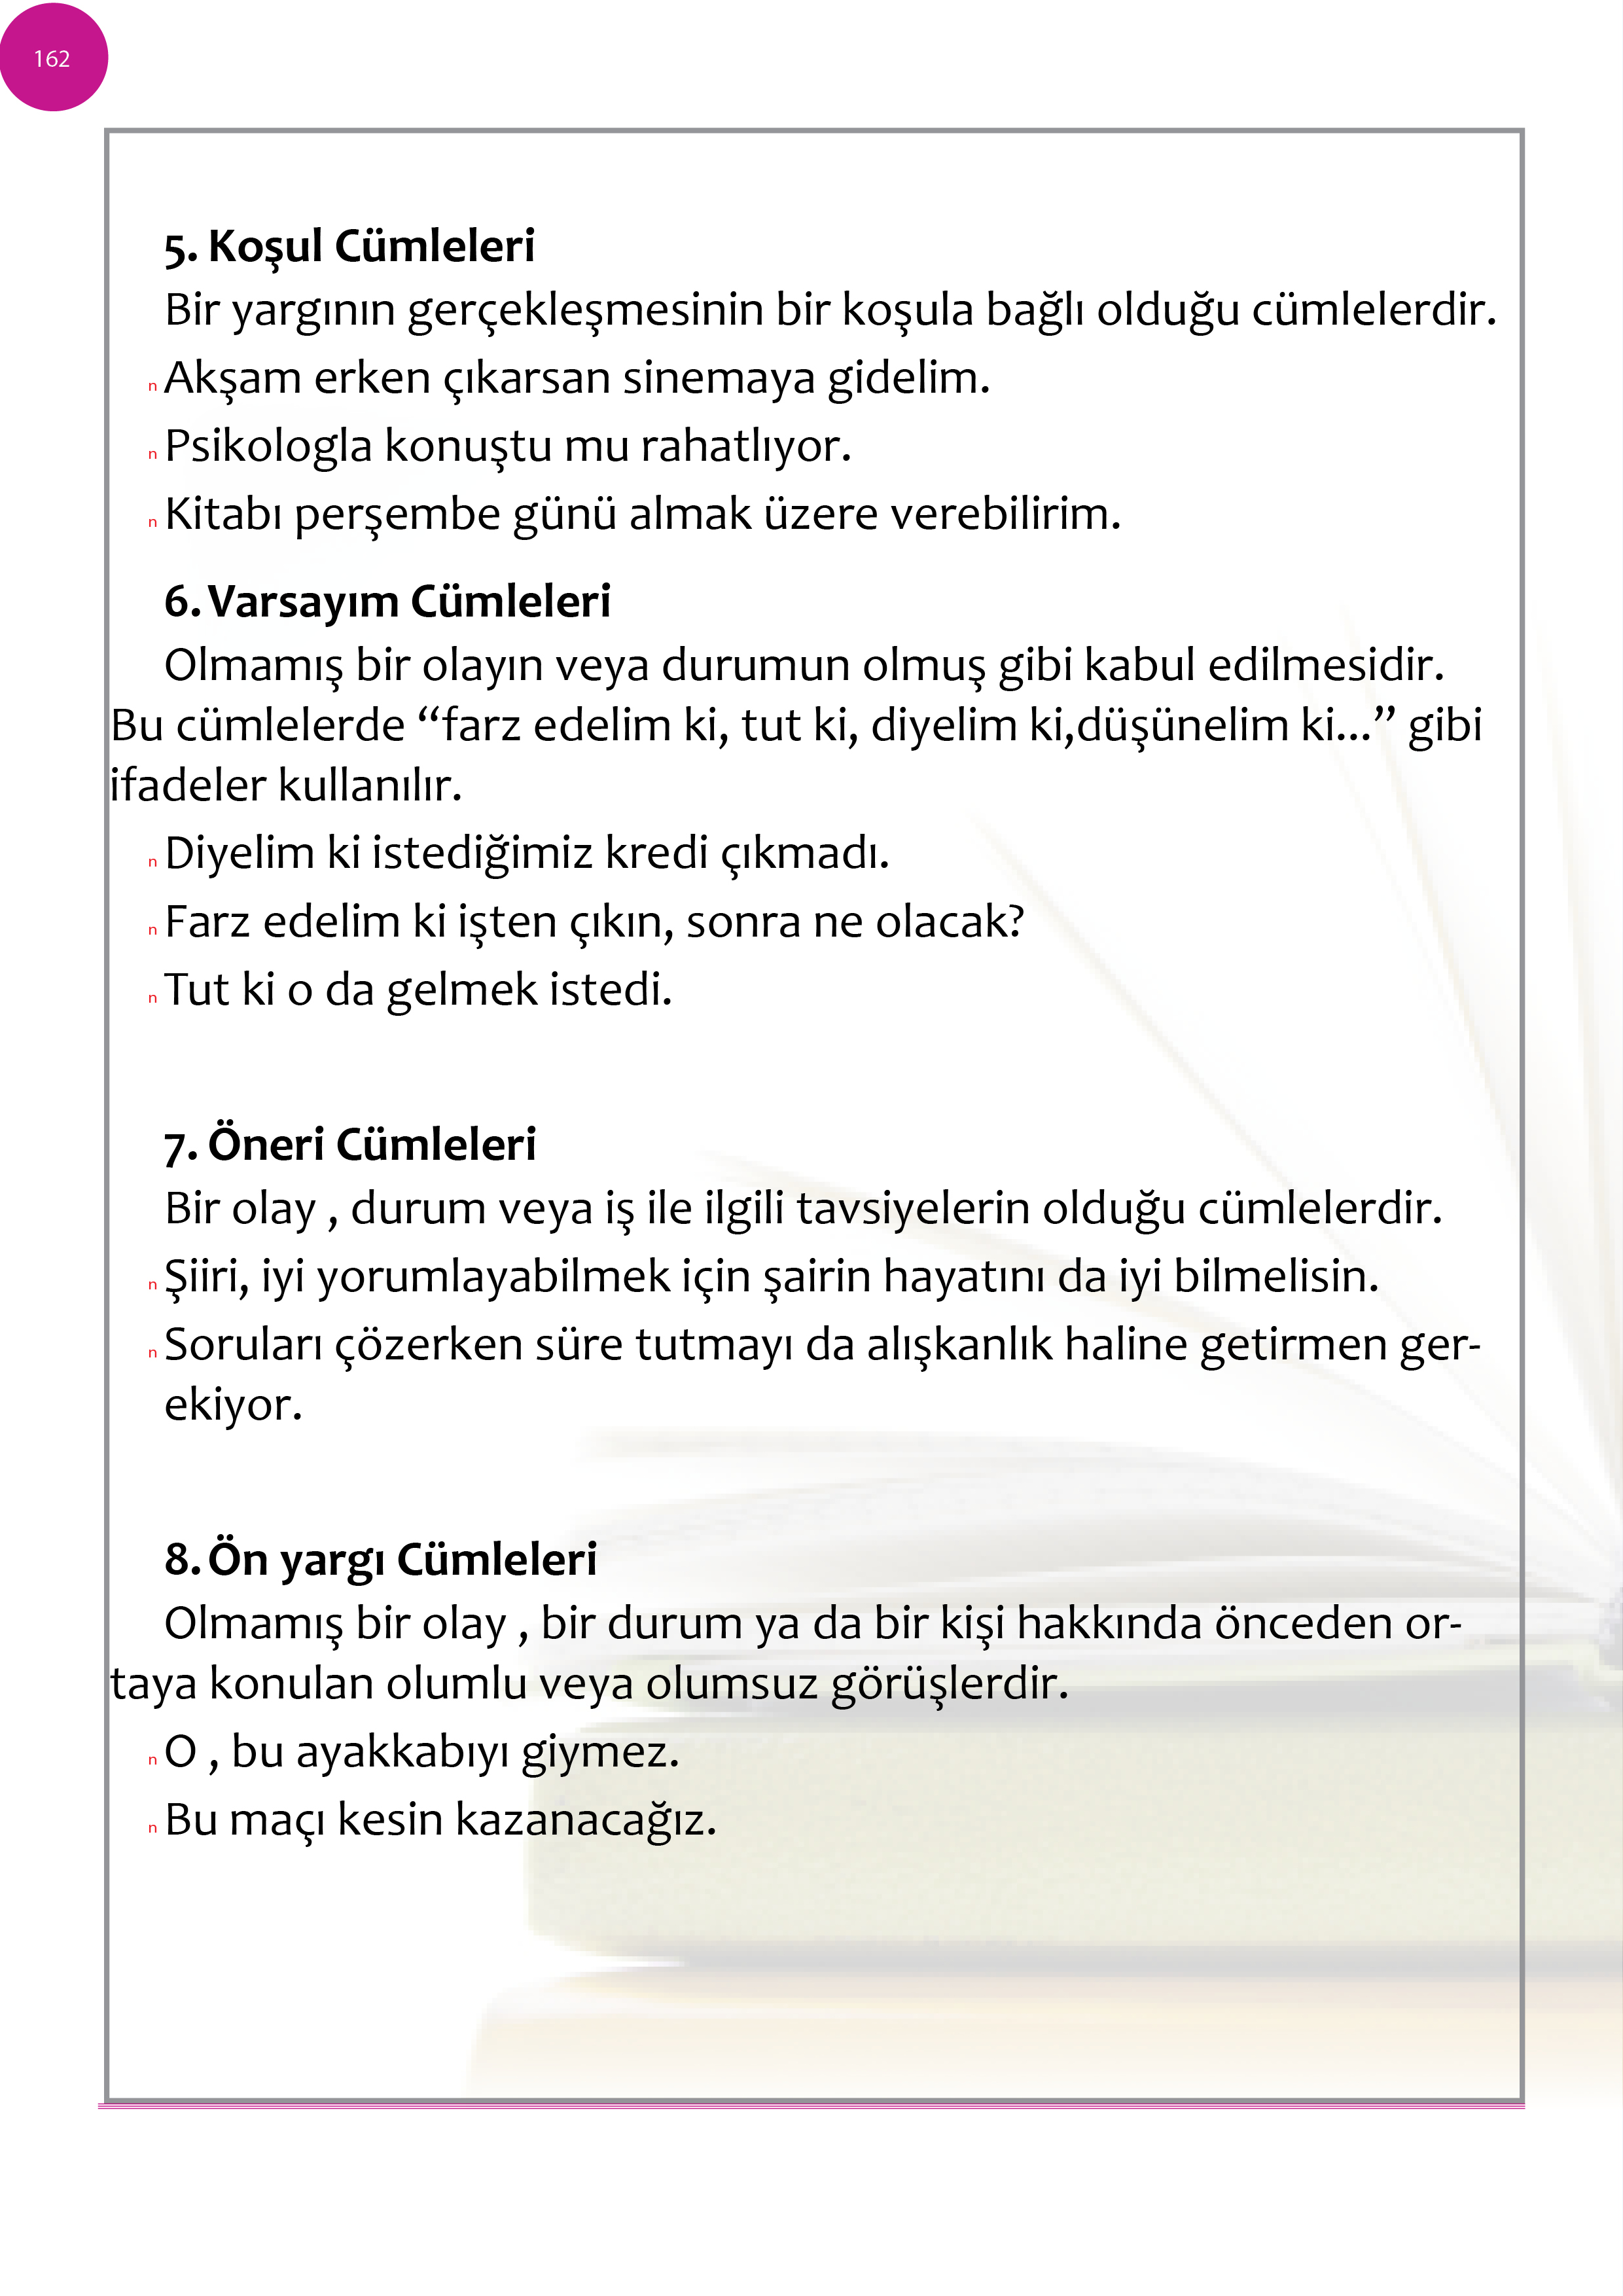 162
5. Koşul Cümleleri
Bir yargının gerçekleşmesinin bir koşula bağlı olduğu cümlelerdir.
n Akşam erken çıkarsan sinemaya gidelim.
n Psikologla konuştu mu rahatlıyor.
n Kitabı perşembe günü almak üzere verebilirim.
6. Varsayım Cümleleri
Olmamış bir olayın veya durumun olmuş gibi kabul edilmesidir.
Bu cümlelerde “farz edelim ki, tut ki, diyelim ki,düşünelim ki...” gibi
ifadeler kullanılır.
n Diyelim ki istediğimiz kredi çıkmadı.
n Farz edelim ki işten çıkın, sonra ne olacak?
n Tut ki o da gelmek istedi.
7. Öneri Cümleleri
Bir olay , durum veya iş ile ilgili tavsiyelerin olduğu cümlelerdir.
n Şiiri, iyi yorumlayabilmek için şairin hayatını da iyi bilmelisin.
n Soruları çözerken süre tutmayı da alışkanlık haline getirmen ger-
ekiyor.
8. Ön yargı Cümleleri
Olmamış bir olay , bir durum ya da bir kişi hakkında önceden or-
taya konulan olumlu veya olumsuz görüşlerdir.
n O , bu ayakkabıyı giymez.
n Bu maçı kesin kazanacağız.